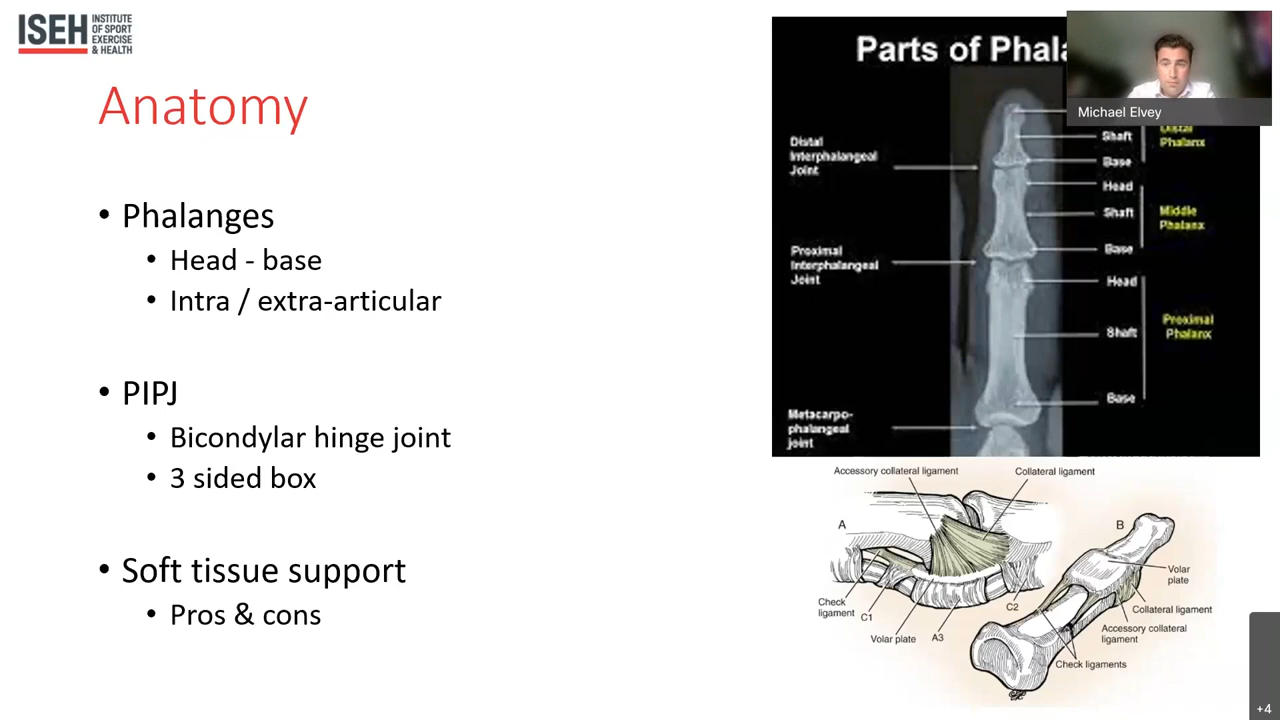 ISEH
INSTITUTE
OF SPORT
EXERCISE
& HEALTH
Anatomy
• Phalanges
• Head - base
• Intra / extra-articular
• PIPJ
• Bicondylar hinge joint
• 3 sided box
• Soft tissue support
• Pros & cons
Parts of
Michael Elvey
Distal
Interphalangeal
Joint
Proximal
Interphalangeal
Joint
Metacarpo-
phalangeal
joint
Shaft
Base
Head
Shaft
Base
Head
Shaft
Base
Distal
Phalanx
Middle
Phalanx
Proximal
Phalanx
Accessory collateral ligament
Collateral ligament
A
Check
ligament
C1
Volar plate
A3
C2
B
Volar
plate
Collateral ligament
Accessory collateral
ligament
Check ligaments
+4